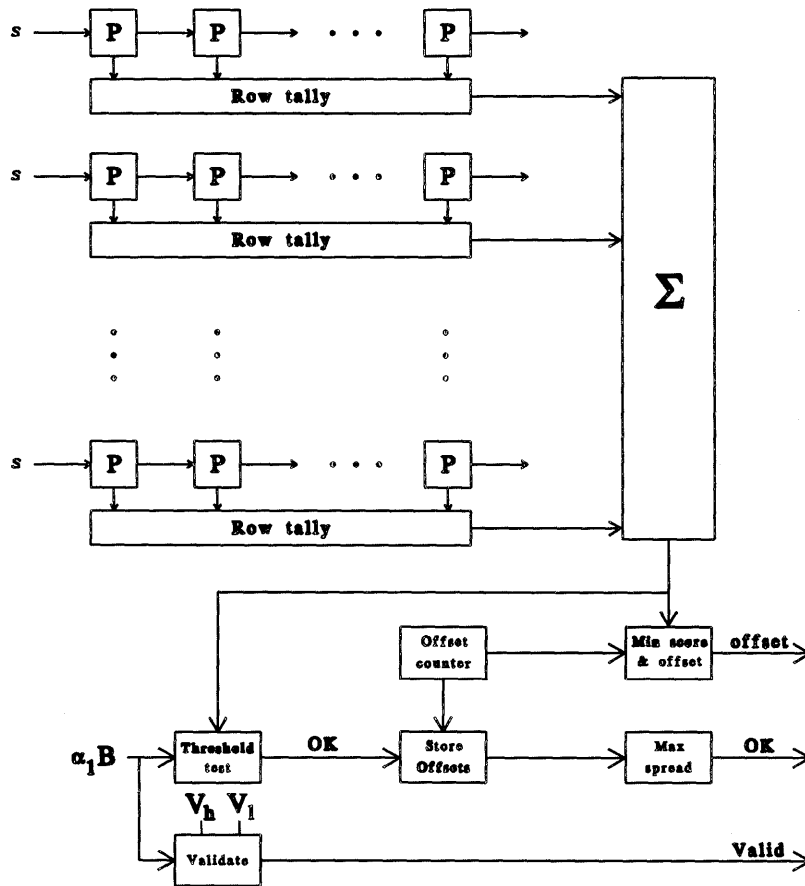 s P P P
Row tally
s P P P
Row tally
Σ
s P P P
Row tally
Offset
counter
Min score
& offset
offset
α₁B
Threshold
test
OK
Store
Offsets
Max
spread
OK
Vₕ Vₗ
Validate
Valid